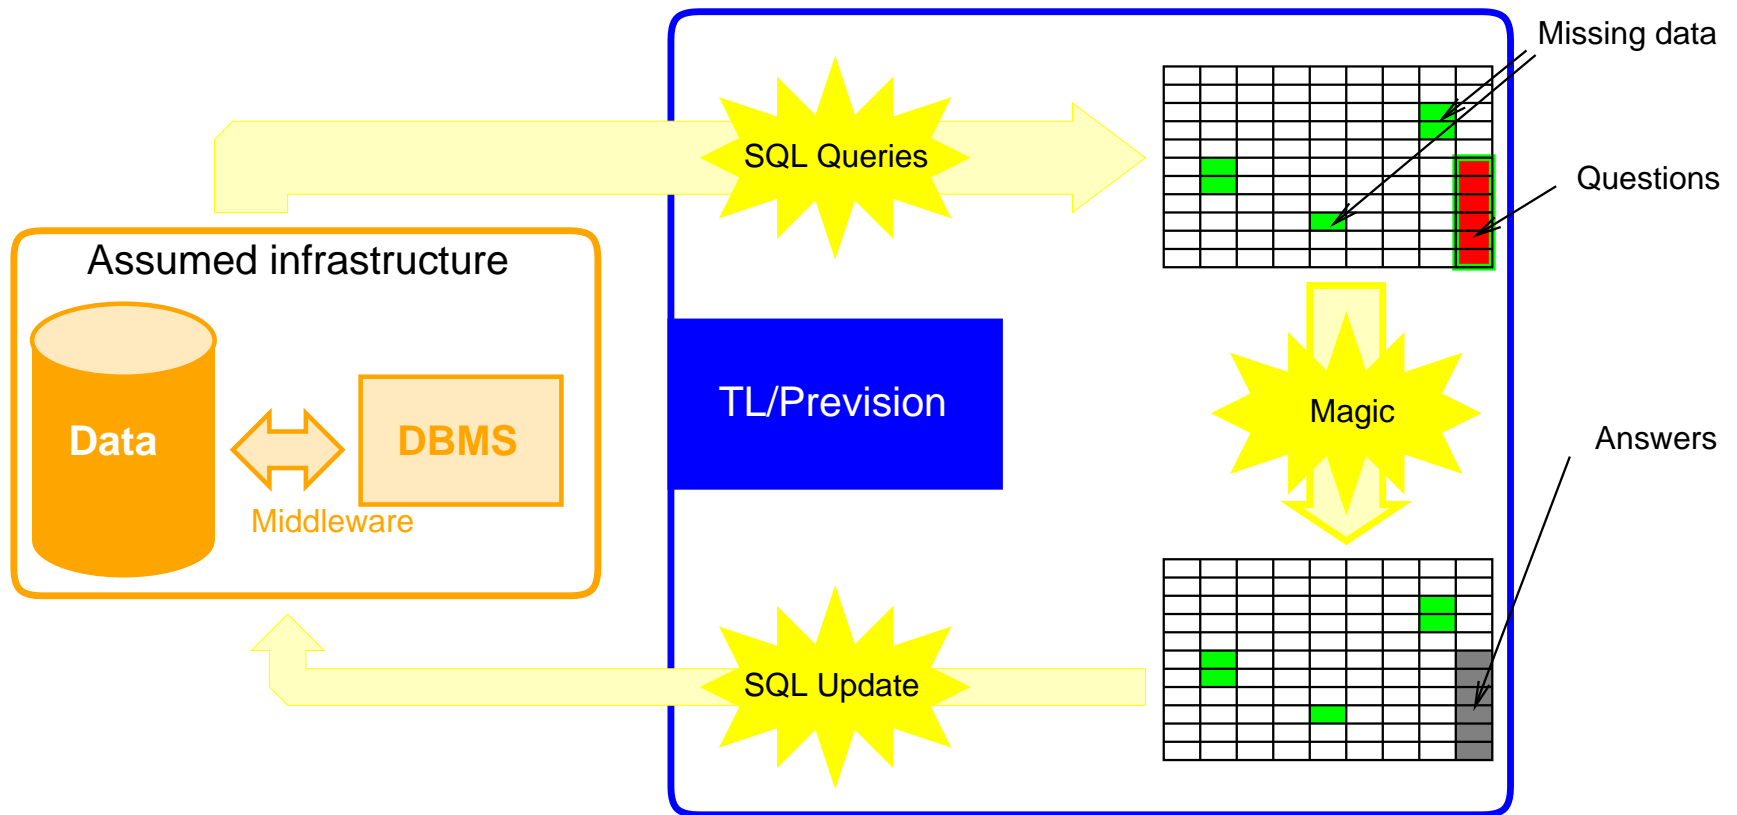 Missing data
SQL Queries
Questions
Assumed infrastructure
TL/Prevision
Magic
Data
DBMS
Answers
Middleware
SQL Update